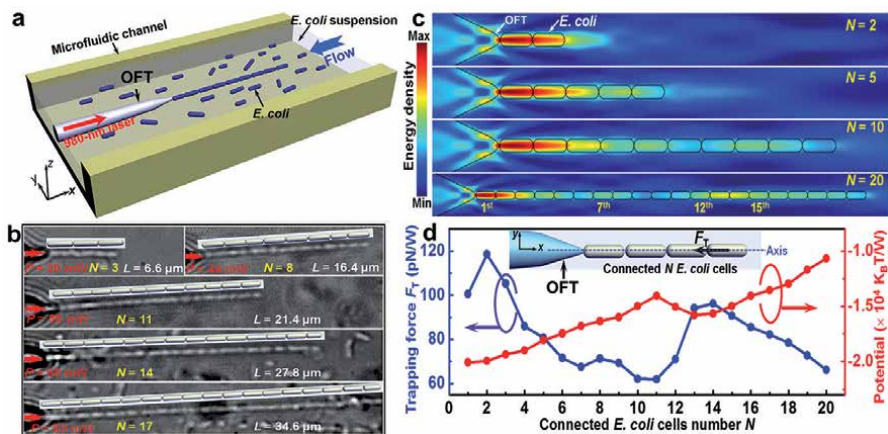 a
Microfluidic channel
E. coli suspension
Flow
OFT
E. coli
980-nm laser
x
y
z
b
N = 3
L = 6.6 μm
N = 8
L = 16.4 μm
N = 11
L = 21.4 μm
N = 14
L = 27.8 μm
N = 17
L = 34.6 μm
c
Max
Energy density
Min
OFT
E. coli
N = 2
N = 5
N = 10
N = 20
1st
7th
12th
15th
d
Trapping force FT (pN/W)
120
100
80
60
y
x
OFT
FT
Axis
Connected N E. coli cells
-1.0
-1.5
-2.0
Potential (× 10⁴ KBT/W)
0 2 4 6 8 10 12 14 16 18 20
Connected E. coli cells number N